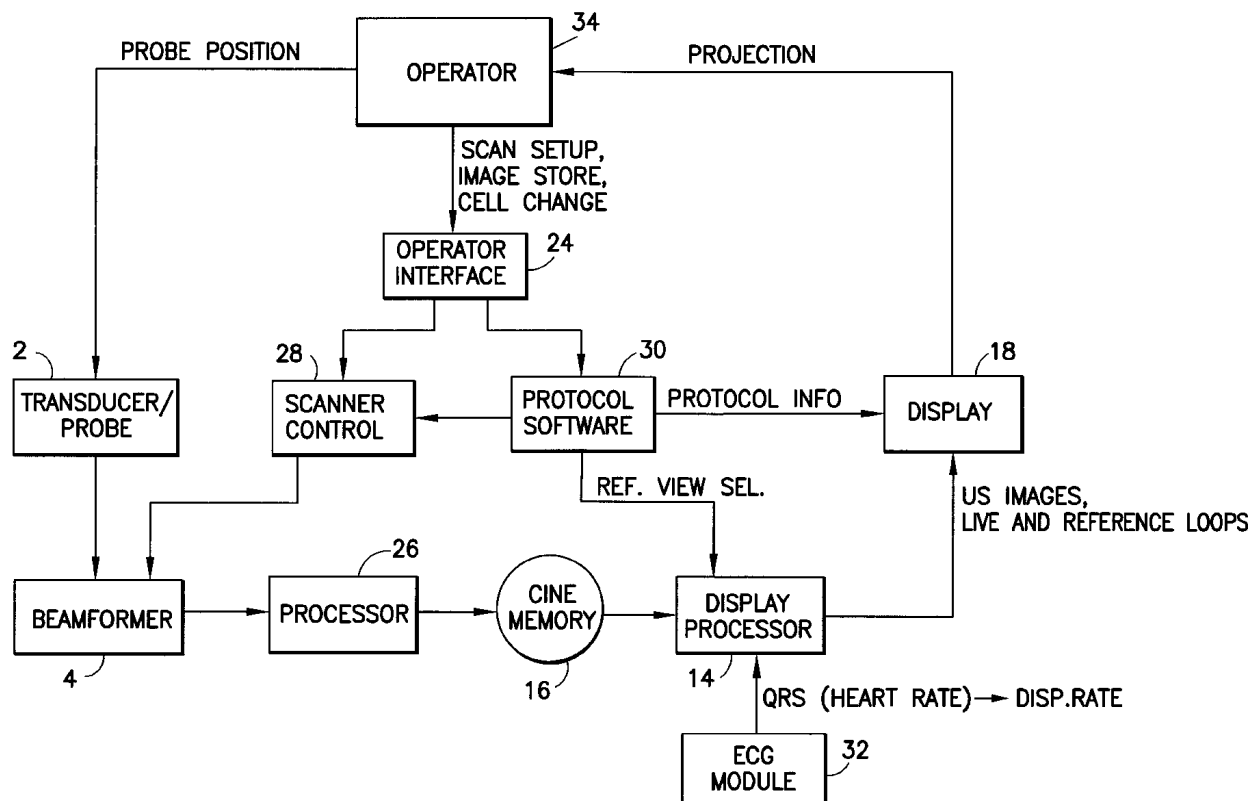 34
PROBE POSITION
OPERATOR
PROJECTION
SCAN SETUP,
IMAGE STORE,
CELL CHANGE
OPERATOR
INTERFACE
24
2
TRANSDUCER/
PROBE
28
SCANNER
CONTROL
30
PROTOCOL
SOFTWARE
PROTOCOL INFO
18
DISPLAY
REF. VIEW SEL.
US IMAGES,
LIVE AND REFERENCE LOOPS
BEAMFORMER
4
26
PROCESSOR
CINE
MEMORY
16
DISPLAY
PROCESSOR
14
QRS (HEART RATE) → DISP.RATE
ECG
MODULE
32